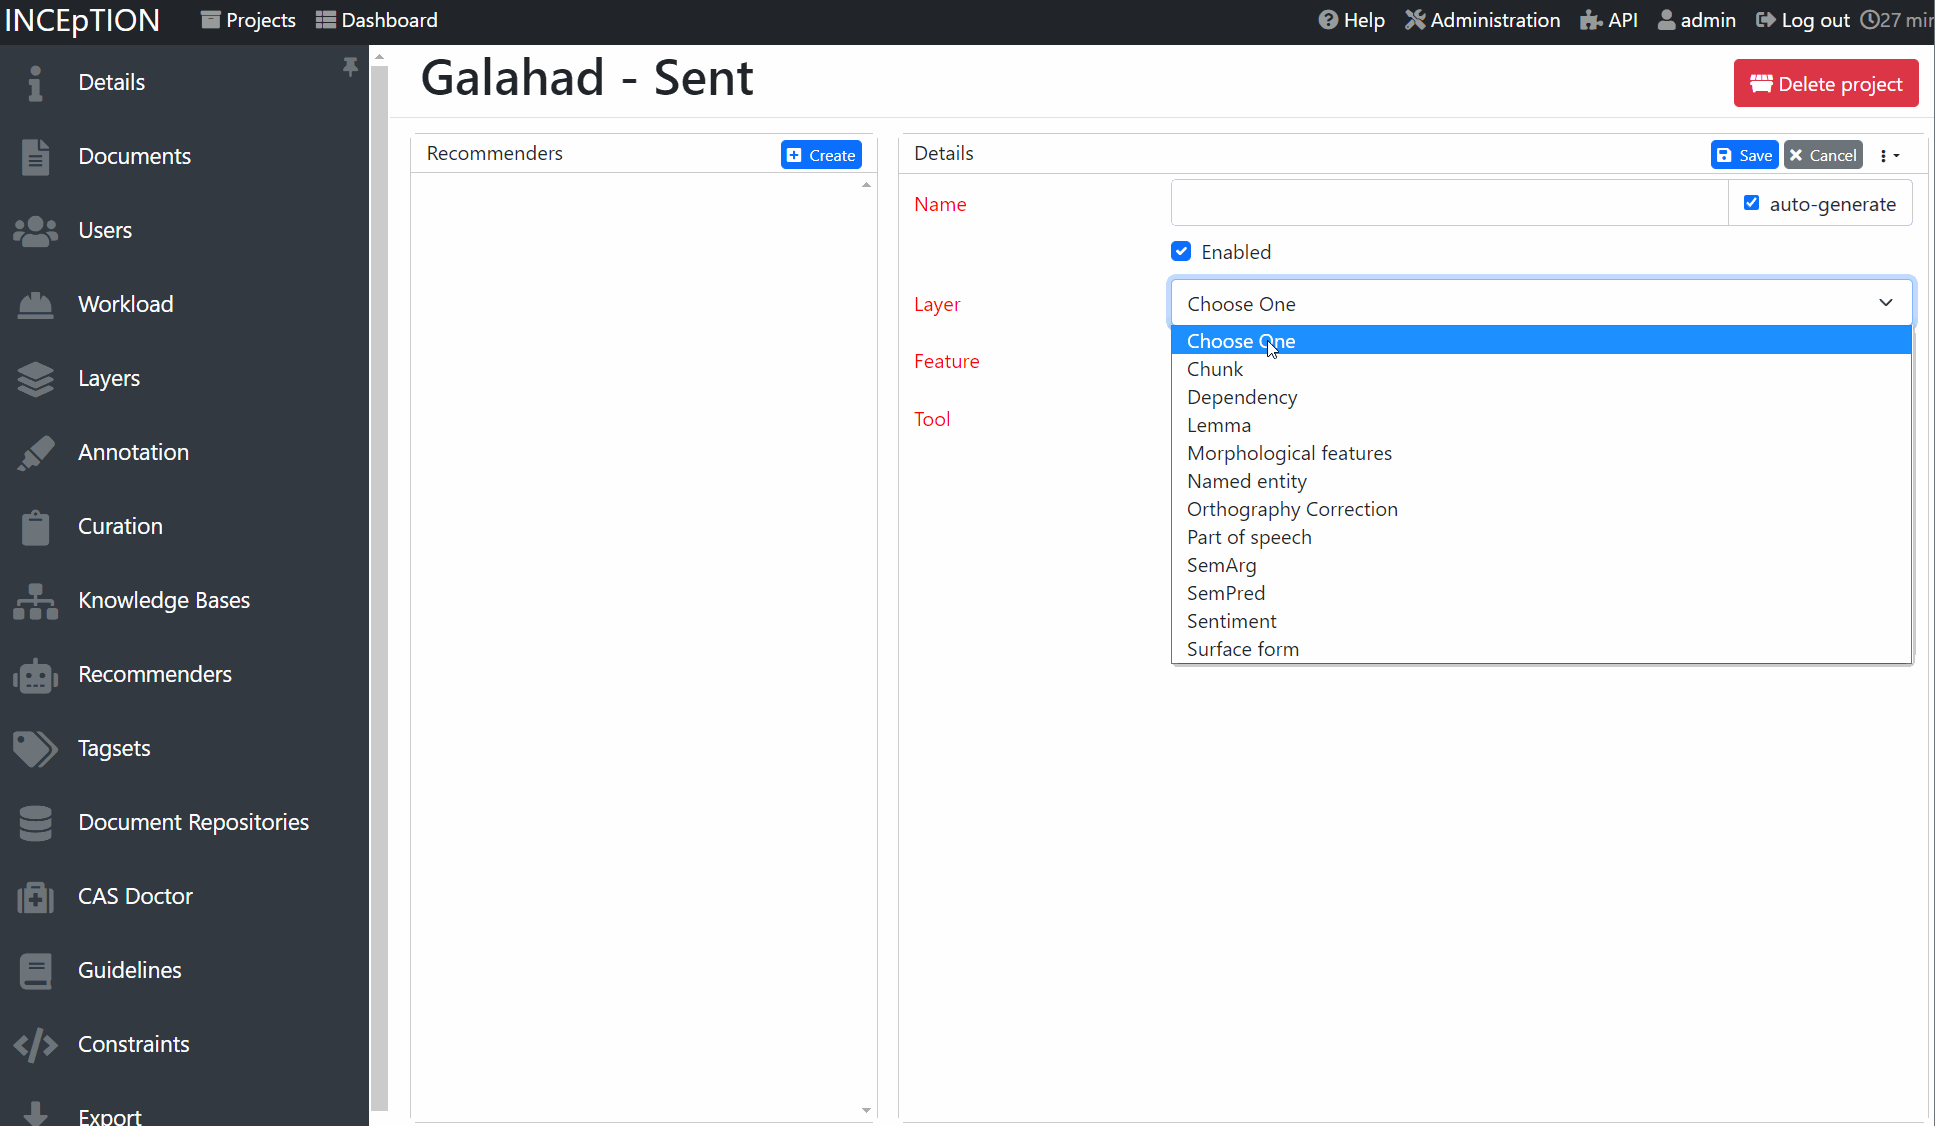 INCEpTION Projects Dashboard Help Administration API admin Log out 27 min
Details
Documents
Users
Workload
Layers
Annotation
Curation
Knowledge Bases
Recommenders
Tagsets
Document Repositories
CAS Doctor
Guidelines
Constraints
Export
Galahad - Sent
Delete project
Recommenders Create
Details Save Cancel
Name auto-generate
Enabled
Layer Choose One
Feature
Tool
Choose One
Chunk
Dependency
Lemma
Morphological features
Named entity
Orthography Correction
Part of speech
SemArg
SemPred
Sentiment
Surface form